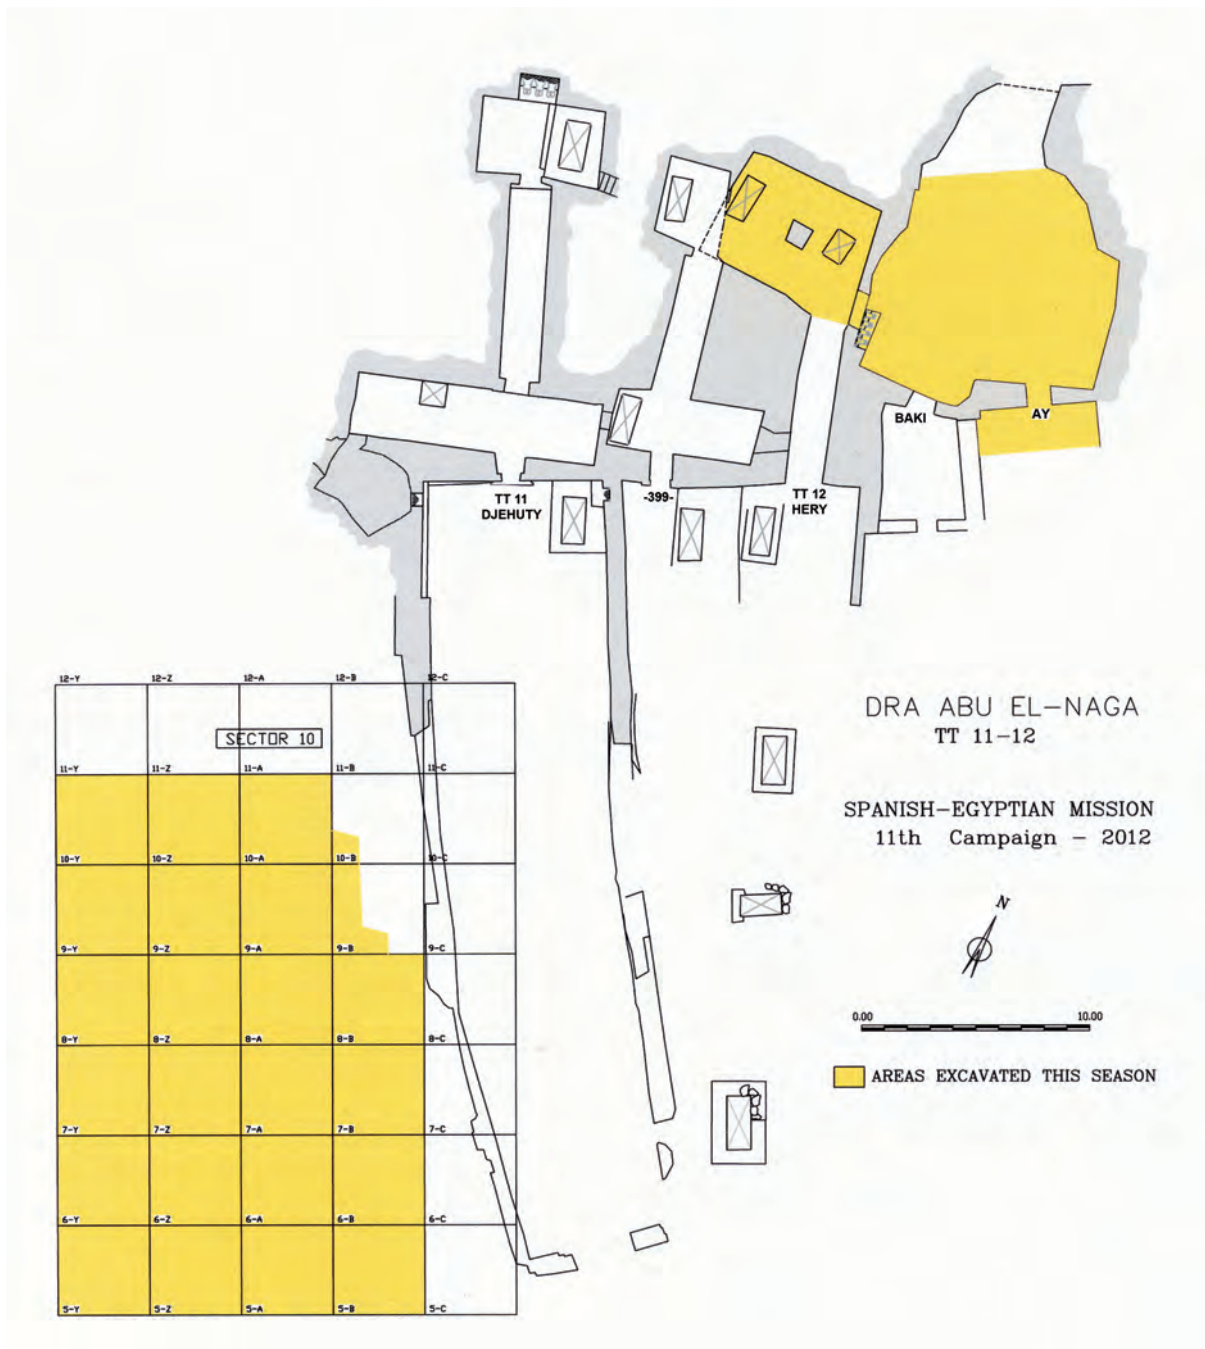 BAKI
AY
TT 11
DJEHUTY
-399-
TT 12
HERY
12-Y 12-Z 12-A 12-B 12-C
SECTOR 10
11-Y 11-Z 11-A 11-B 11-C
10-Y 10-Z 10-A 10-B 10-C
9-Y 9-Z 9-A 9-B 9-C
8-Y 8-Z 8-A 8-B 8-C
7-Y 7-Z 7-A 7-B 7-C
6-Y 6-Z 6-A 6-B 6-C
5-Y 5-Z 5-A 5-B 5-C
DRA ABU EL-NAGA
TT 11-12
SPANISH-EGYPTIAN MISSION
11th Campaign - 2012
N
0.00 10.00
AREAS EXCAVATED THIS SEASON